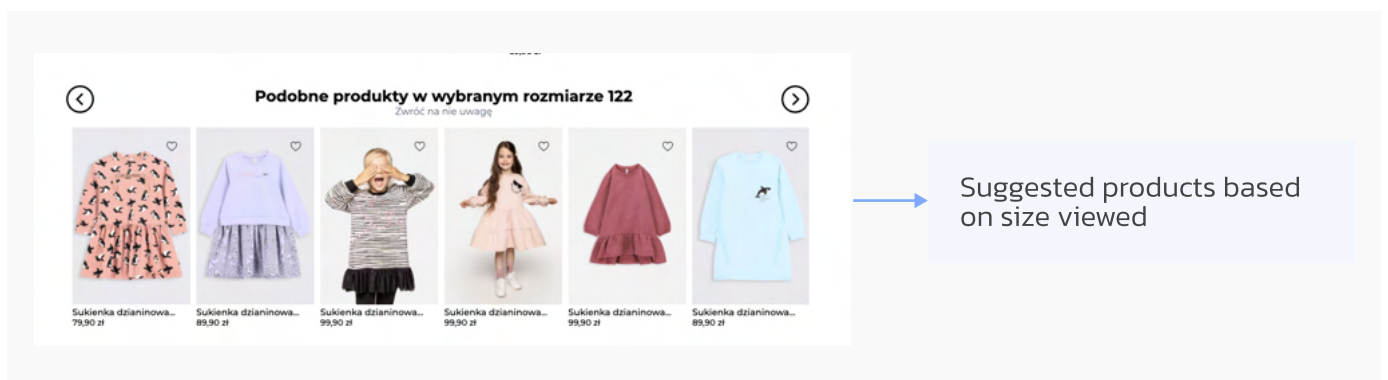 Podobne produkty w wybranym rozmiarze 122
Zwróć na nie uwagę
Sukienka dzianinowa... Sukienka dzianinowa... Sukienka dzianinowa... Sukienka dzianinowa... Sukienka dzianinowa... Sukienka dzianinowa...
79,90 zł 89,90 zł 99,90 zł 99,90 zł 99,90 zł 89,90 zł
Suggested products based
on size viewed